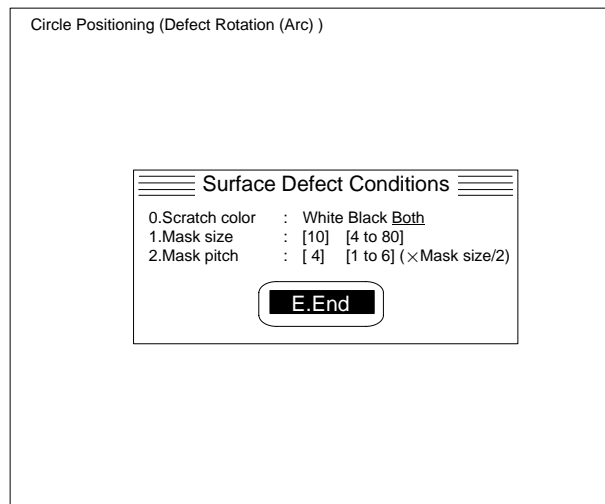 Circle Positioning (Defect Rotation (Arc) )
Surface Defect Conditions
0.Scratch color : White Black Both
1.Mask size : [10] [4 to 80]
2.Mask pitch : [ 4] [1 to 6] (×Mask size/2)
E.End